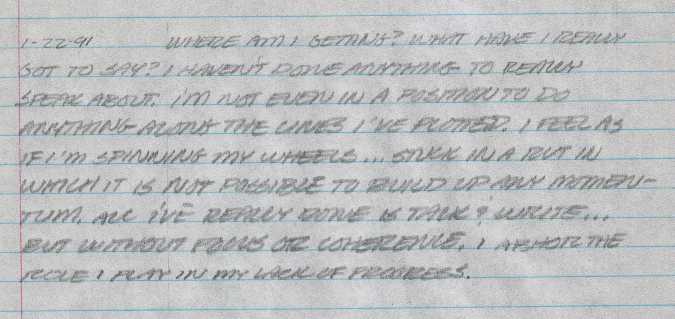 1-22-91 WHERE AM I GETTING? WHAT HAVE I REALLY
GOT TO SAY? I HAVEN'T DONE ANYTHING TO REALLY
SPEAK ABOUT. I'M NOT EVEN IN A POSITION TO DO
ANYTHING ALONG THE LINES I'VE PLOTTED. I FEEL AS
IF I'M SPINNING MY WHEELS... STUCK IN A RUT IN
WHICH IT IS NOT POSSIBLE TO BUILD UP ANY MOMEN-
TUM. ALL I'VE REALLY DONE IS TALK & WRITE...
BUT WITHOUT FOCUS OR COHERENCE. I ABHOR THE
ROLE I PLAY IN MY LACK OF PROGRESS.